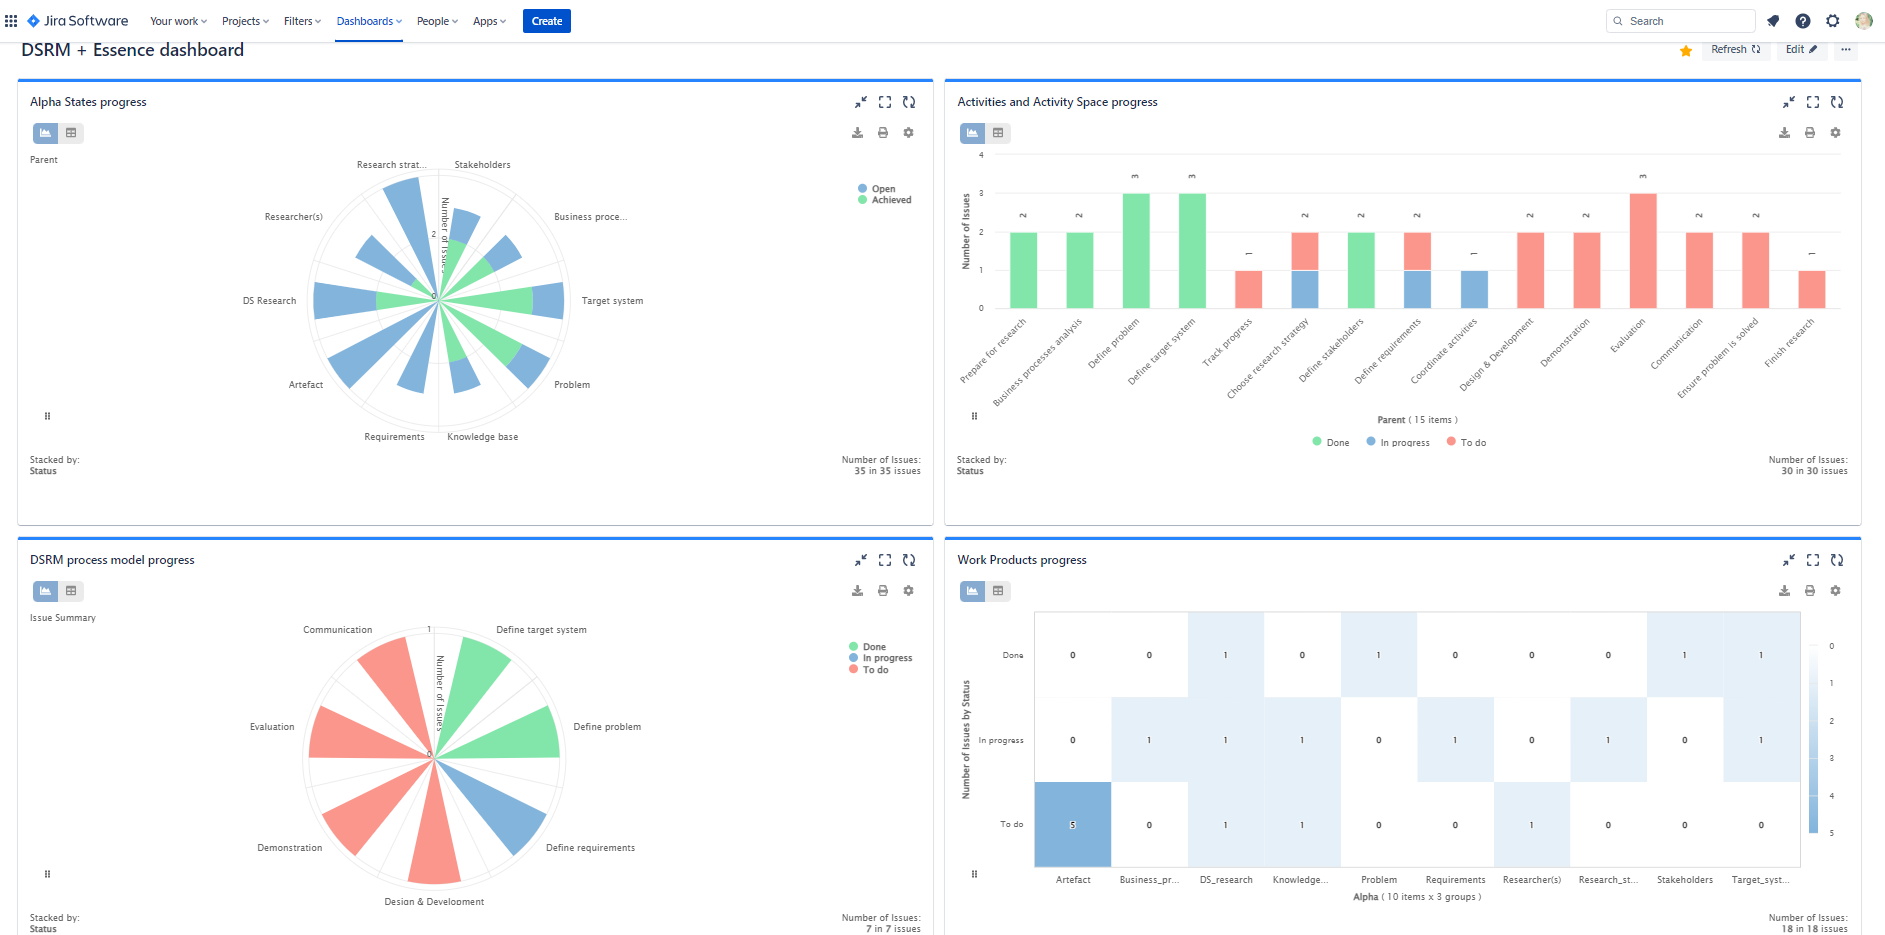 Jira Software
Your work
Projects
Filters
Dashboards
People
Apps
Create
Search
DSRM + Essence dashboard
Refresh
Edit
Alpha States progress
Parent
Research strat...
Stakeholders
Researcher(s)
Business proce...
DS Research
Target system
Artefact
Problem
Requirements
Knowledge base
Number of Issues
2
0
Open
Achieved
Stacked by:
Status
Number of Issues:
35 in 35 issues
Activities and Activity Space progress
Number of Issues
4
3
2
1
0
2
2
3
3
1
2
2
2
1
2
2
3
2
2
1
Prepare for research
Business processes analysis
Define problem
Define target system
Track progress
Choose research strategy
Define stakeholders
Define requirements
Coordinate activities
Design & Development
Demonstration
Evaluation
Communication
Ensure problem is solved
Finish research
Parent ( 15 items )
Done
In progress
To do
Stacked by:
Status
Number of Issues:
30 in 30 issues
DSRM process model progress
Issue Summary
Communication
1
Define target system
Number of Issues
0
Evaluation
Define problem
Demonstration
Define requirements
Design & Development
Done
In progress
To do
Stacked by:
Status
Number of Issues:
7 in 7 issues
Work Products progress
Number of Issues by Status
Done
0 0 1 0 1 0 0 0 1 1
In progress
0 1 1 1 0 1 0 1 0 1
To do
5 0 1 1 0 0 1 0 0 0
0
1
2
3
4
5
Artefact
Business_pr...
DS_research
Knowledge...
Problem
Requirements
Researcher(s)
Research_st...
Stakeholders
Target_syst...
Alpha ( 10 items x 3 groups )
Number of Issues:
18 in 18 issues